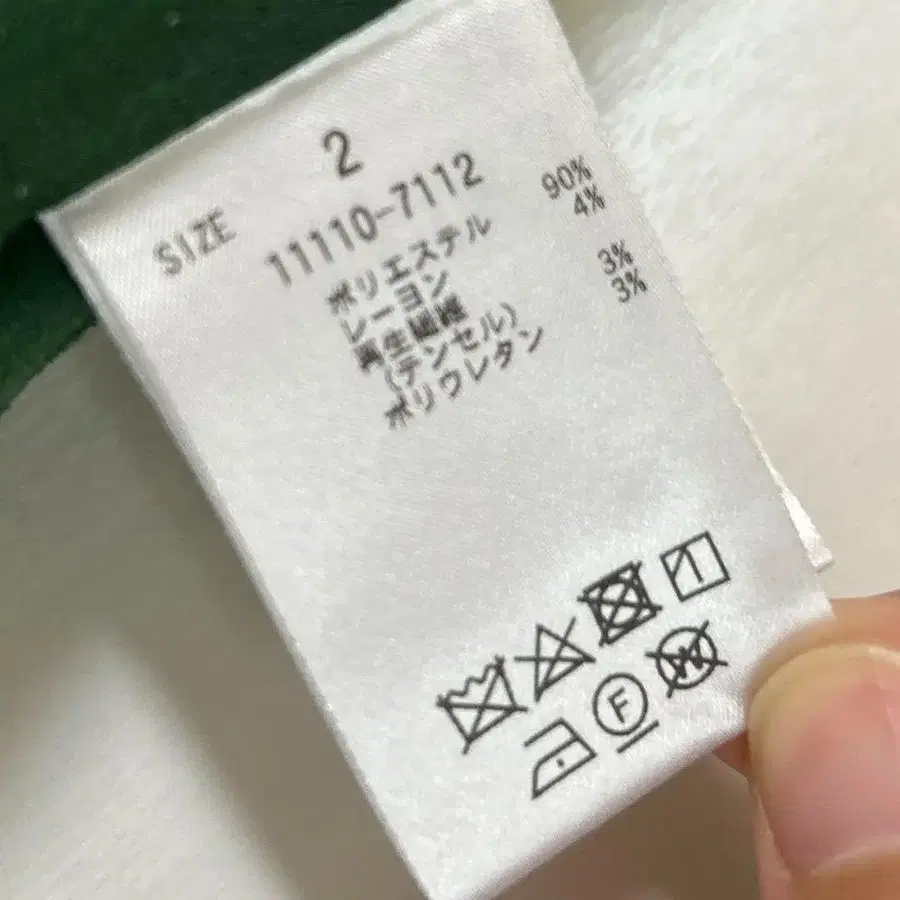 SIZE 2
11110-7112
ポリエステル 90%
レーヨン 4%
再生繊維
(テンセル) 3%
ポリウレタン 3%
F
W